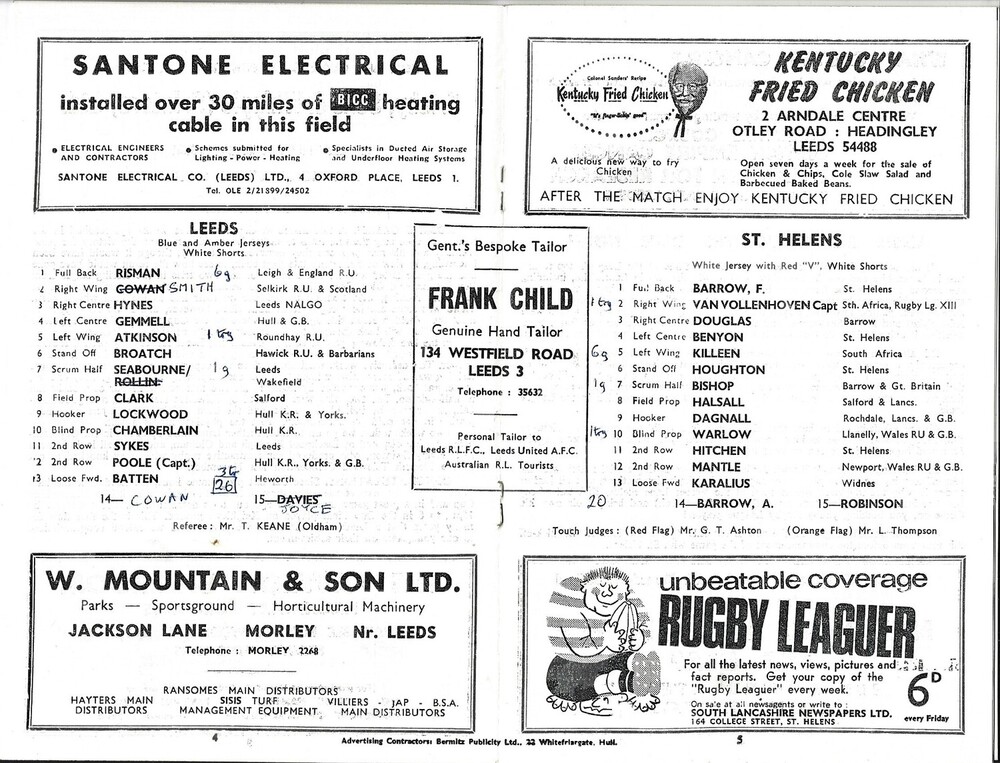 SANTONE ELECTRICAL
installed over 30 miles of BICC heating
cable in this field
• ELECTRICAL ENGINEERS AND CONTRACTORS
• Schemes submitted for Lighting - Power - Heating
• Specialists in Ducted Air Storage and Underfloor Heating Systems
SANTONE ELECTRICAL CO. (LEEDS) LTD., 4 OXFORD PLACE, LEEDS 1.
Tel. OLE 2/21399/24502
LEEDS
Blue and Amber Jerseys
White Shorts
1 Full Back RISMAN 6g Leigh & England R.U.
2 Right Wing COWAN SMITH Selkirk R.U. & Scotland
3 Right Centre HYNES Leeds NALGO
4 Left Centre GEMMELL Hull & G.B.
5 Left Wing ATKINSON 1 try Roundhay R.U.
6 Stand Off BROATCH Hawick R.U. & Barbarians
7 Scrum Half SEABOURNE/ 1g Leeds
ROLLIN Wakefield
8 Field Prop CLARK Salford
9 Hooker LOCKWOOD Hull K.R. & Yorks.
10 Blind Prop CHAMBERLAIN Hull K.R.
11 2nd Row SYKES Leeds
12 2nd Row POOLE (Capt.) Hull K.R., Yorks. & G.B.
13 Loose Fwd. BATTEN 26 Heworth
14— COWAN 15—DAVIES
JOYCE
Referee: Mr. T. KEANE (Oldham)
W. MOUNTAIN & SON LTD.
Parks — Sportsground — Horticultural Machinery
JACKSON LANE MORLEY Nr. LEEDS
Telephone : MORLEY 2268
HAYTERS MAIN DISTRIBUTORS
RANSOMES MAIN DISTRIBUTORS
SISIS TURF MANAGEMENT EQUIPMENT
VILLIERS - JAP - B.S.A. MAIN DISTRIBUTORS
4
Gent.'s Bespoke Tailor
FRANK CHILD
Genuine Hand Tailor
134 WESTFIELD ROAD
LEEDS 3
Telephone : 35632
Personal Tailor to
Leeds R.L.F.C., Leeds United A.F.C.
Australian R.L. Tourists
Colonel Sanders' Recipe
Kentucky Fried Chicken
"It's finger-lickin' good"
A delicious new way to fry
Chicken
KENTUCKY
FRIED CHICKEN
2 ARNDALE CENTRE
OTLEY ROAD : HEADINGLEY
LEEDS 54488
Open seven days a week for the sale of
Chicken & Chips, Cole Slaw Salad and
Barbecued Baked Beans.
AFTER THE MATCH ENJOY KENTUCKY FRIED CHICKEN
ST. HELENS
White Jersey with Red "V", White Shorts
1 Full Back BARROW, F. St. Helens
1 try 2 Right Wing VAN VOLLENHOVEN Capt Sth. Africa, Rugby Lg. XIII
3 Right Centre DOUGLAS Barrow
4 Left Centre BENYON St. Helens
6g 5 Left Wing KILLEEN South Africa
6 Stand Off HOUGHTON St. Helens
1g 7 Scrum Half BISHOP Barrow & Gt. Britain
8 Field Prop HALSALL Salford & Lancs.
9 Hooker DAGNALL Rochdale, Lancs. & G.B.
1 try 10 Blind Prop WARLOW Llanelly, Wales RU & G.B.
11 2nd Row HITCHEN St. Helens
12 2nd Row MANTLE Newport, Wales RU & G.B.
13 Loose Fwd KARALIUS Widnes
20 14—BARROW, A. 15—ROBINSON
Touch Judges : (Red Flag) Mr. G. T. Ashton (Orange Flag) Mr. L. Thompson
unbeatable coverage
RUGBY LEAGUER
For all the latest news, views, pictures and
fact reports. Get your copy of the
"Rugby Leaguer" every week.
On sale at all newsagents or write to :
SOUTH LANCASHIRE NEWSPAPERS LTD.
164 COLLEGE STREET, ST. HELENS
6D
every Friday
Advertising Contractors: Bermitz Publicity Ltd., 22 Whitefriargate, Hull.
5